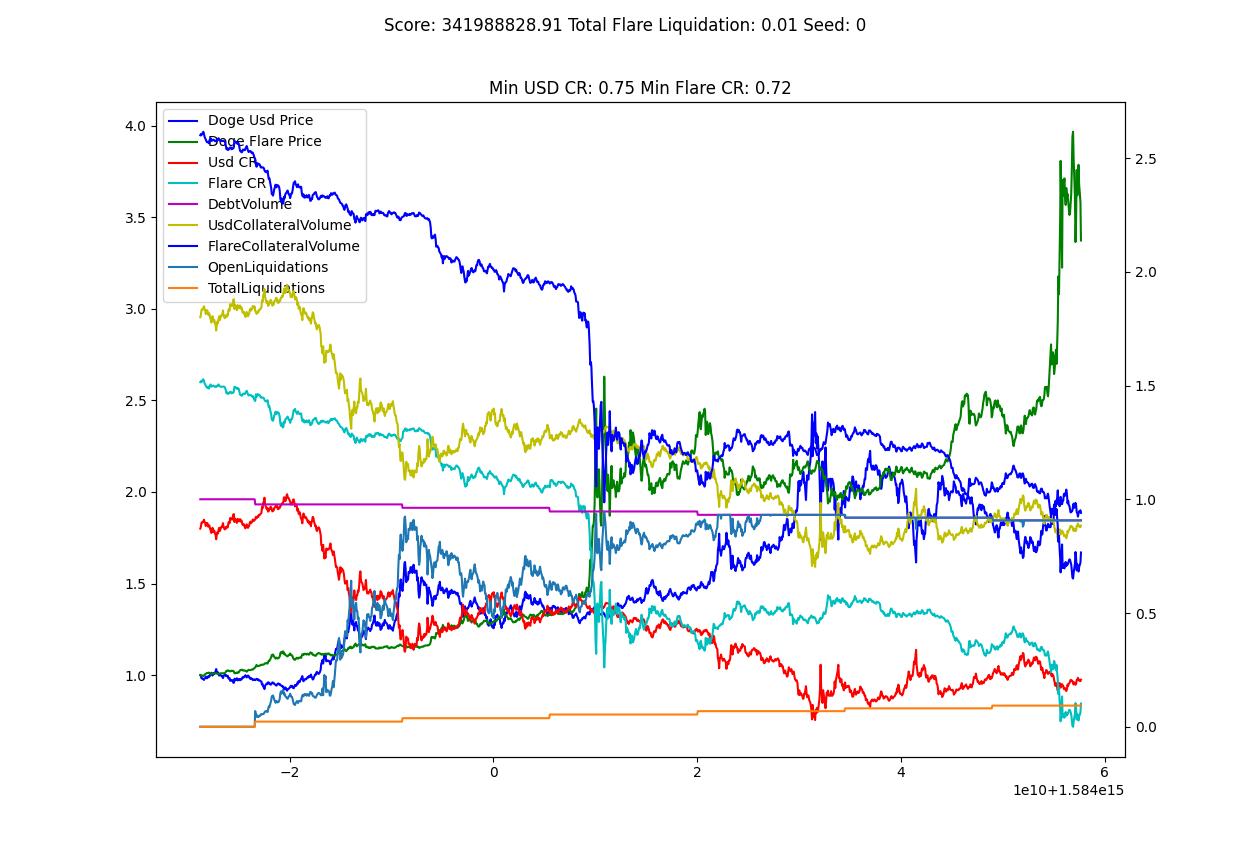 Score: 341988828.91 Total Flare Liquidation: 0.01 Seed: 0
Min USD CR: 0.75 Min Flare CR: 0.72
Doge Usd Price
Doge Flare Price
Usd CR
Flare CR
DebtVolume
UsdCollateralVolume
FlareCollateralVolume
OpenLiquidations
TotalLiquidations
4.0
3.5
3.0
2.5
2.0
1.5
1.0
2.5
2.0
1.5
1.0
0.5
0.0
−2 0 2 4 6
1e10+1.584e15